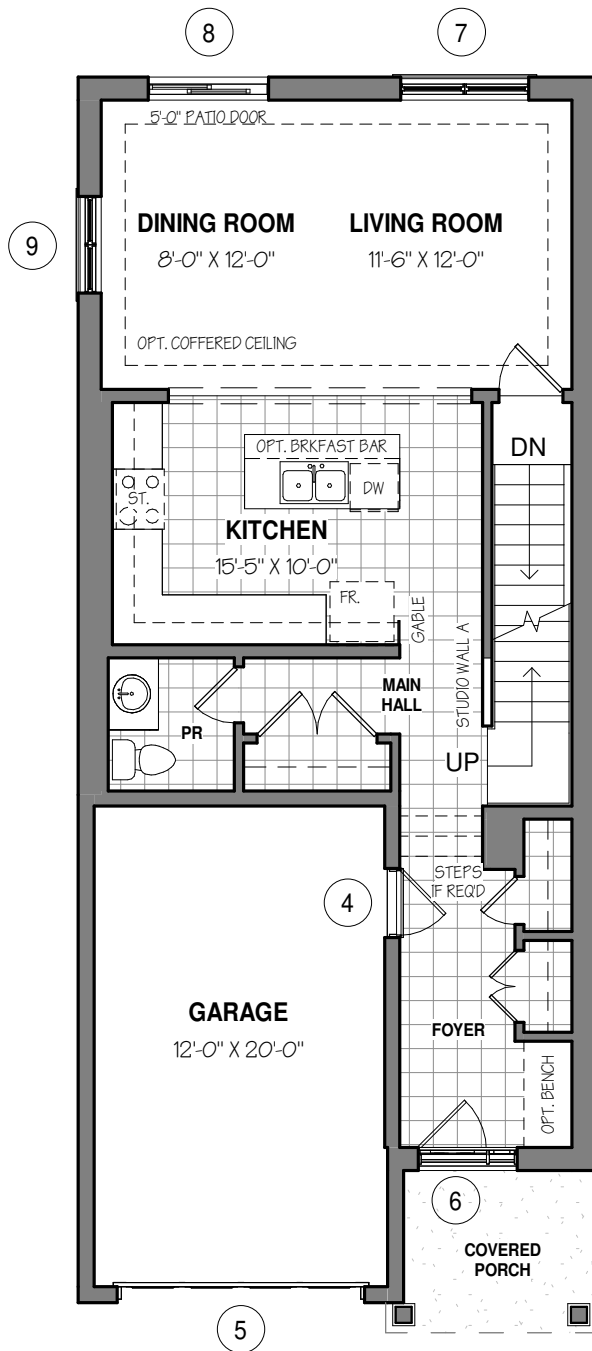 8
7
5'-0" PATIO DOOR
9
DINING ROOM
8'-0" X 12'-0"
LIVING ROOM
11'-6" X 12'-0"
OPT. COFFERED CEILING
OPT. BRKFAST BAR
DW
ST.
KITCHEN
15'-5" X 10'-0"
FR.
DN
GABLE
STUDIO WALL A
MAIN
HALL
PR
UP
STEPS
IF REQ'D
4
GARAGE
12'-0" X 20'-0"
FOYER
OPT. BENCH
6
COVERED
PORCH
5